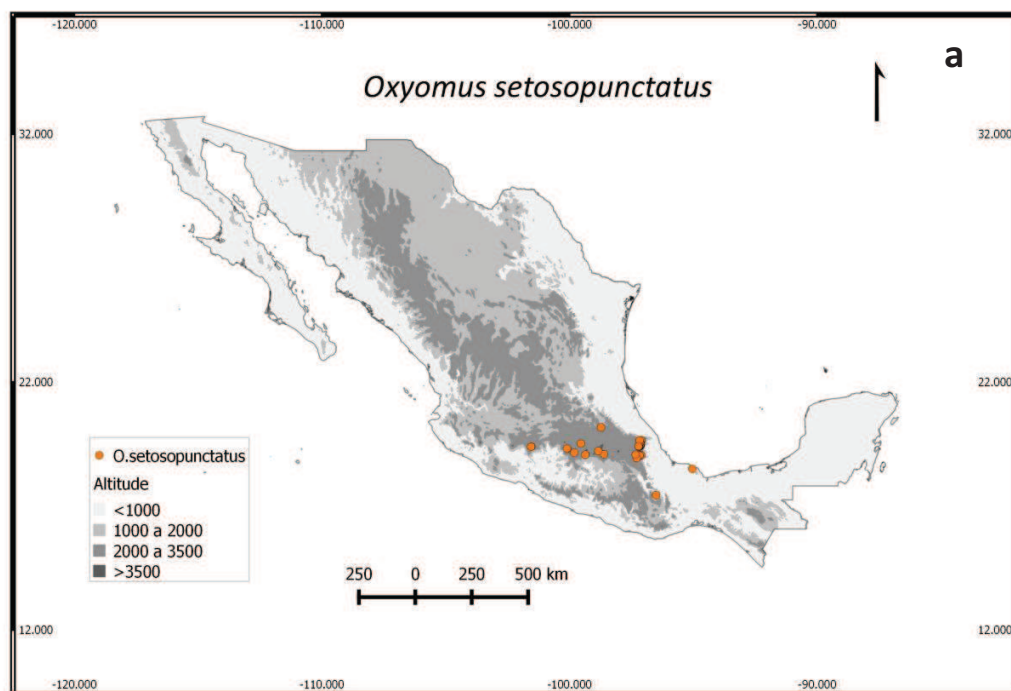 -120.000 -110.000 -100.000 -90.000
a
Oxyomus setosopunctatus
32.000 32.000
22.000 22.000
O.setosopunctatus
Altitude
<1000
1000 a 2000
2000 a 3500
>3500
250 0 250 500 km
12.000 12.000
-120.000 -110.000 -100.000 -90.000